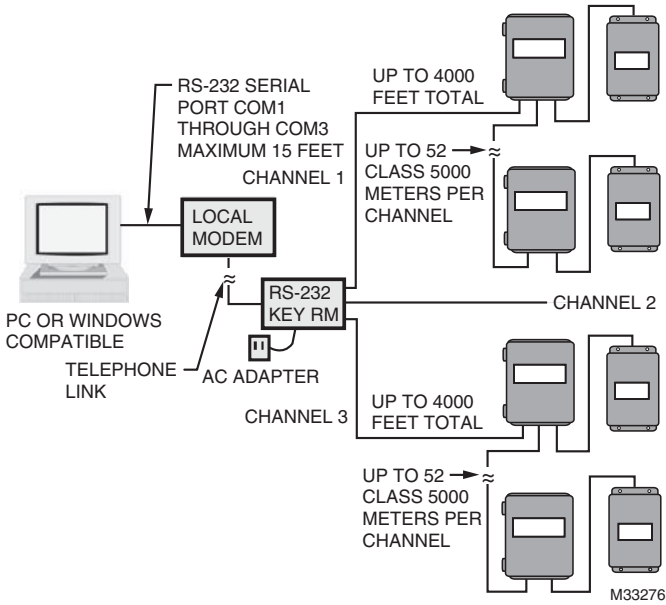 RS-232 SERIAL
PORT COM1
THROUGH COM3
MAXIMUM 15 FEET
CHANNEL 1
UP TO 4000
FEET TOTAL
UP TO 52
CLASS 5000
METERS PER
CHANNEL
LOCAL
MODEM
RS-232
KEY RM
CHANNEL 2
PC OR WINDOWS
COMPATIBLE
TELEPHONE
LINK
AC ADAPTER
CHANNEL 3
UP TO 4000
FEET TOTAL
UP TO 52
CLASS 5000
METERS PER
CHANNEL
M33276